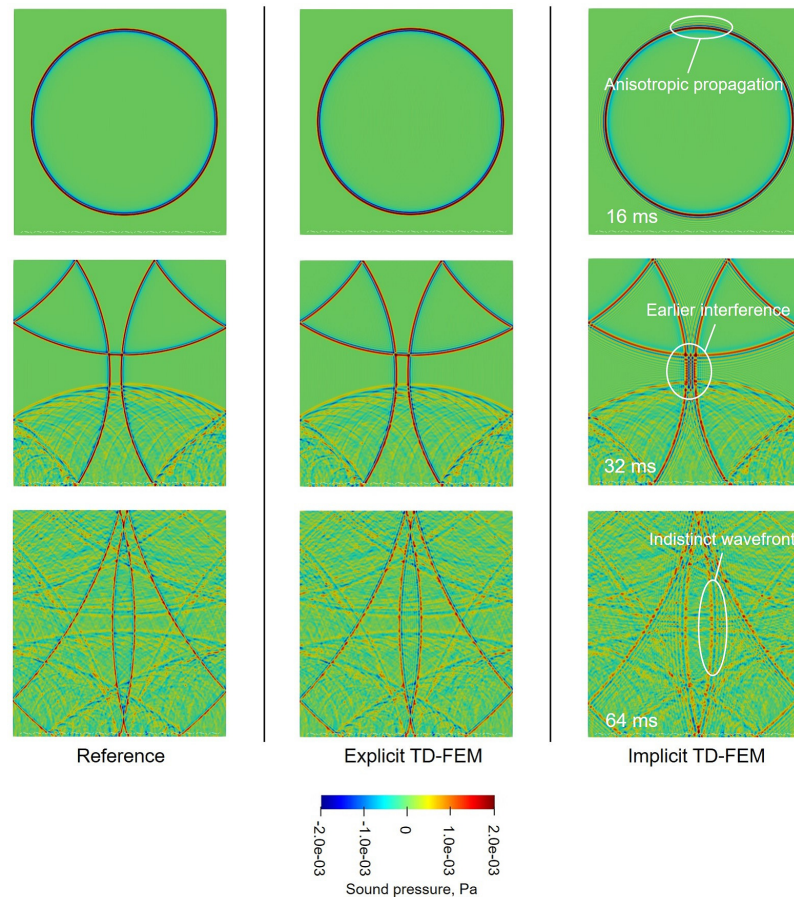 Anisotropic propagation
16 ms
Earlier interference
32 ms
Indistinct wavefront
64 ms
Reference
Explicit TD-FEM
Implicit TD-FEM
-2.0e-03
-1.0e-03
0
1.0e-03
2.0e-03
Sound pressure, Pa